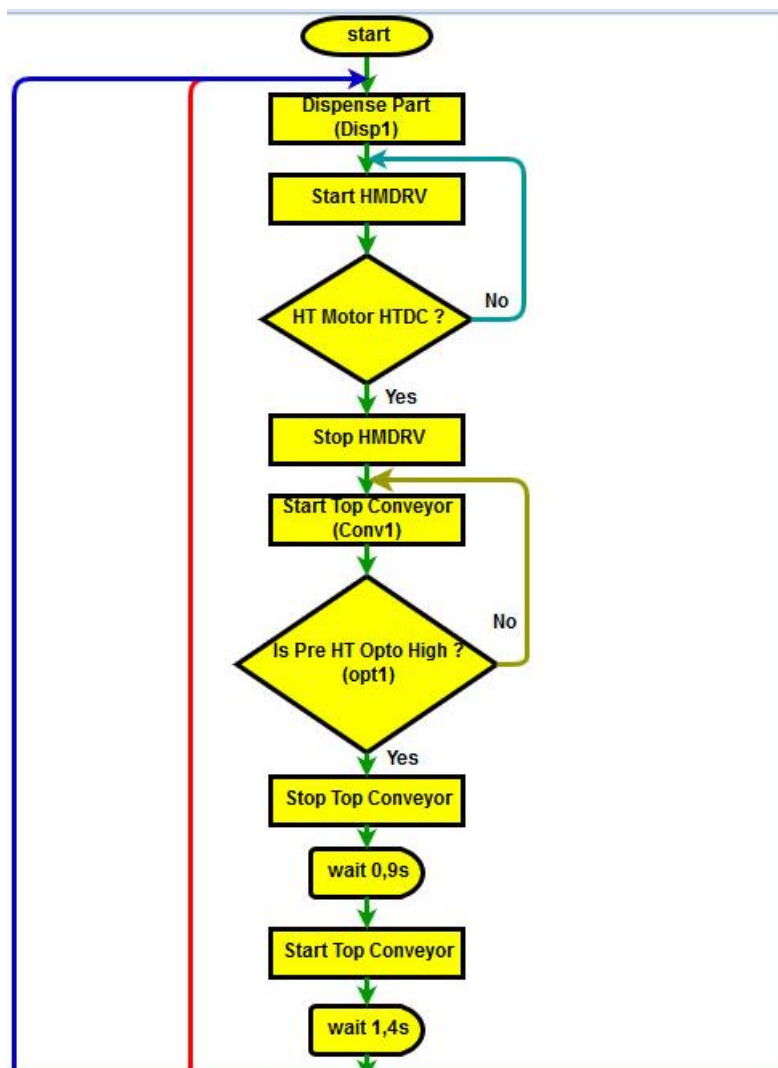 start
Dispense Part
(Disp1)
Start HMDRV
HT Motor HTDC ?
No
Yes
Stop HMDRV
Start Top Conveyor
(Conv1)
Is Pre HT Opto High ?
(opt1)
No
Yes
Stop Top Conveyor
wait 0,9s
Start Top Conveyor
wait 1,4s